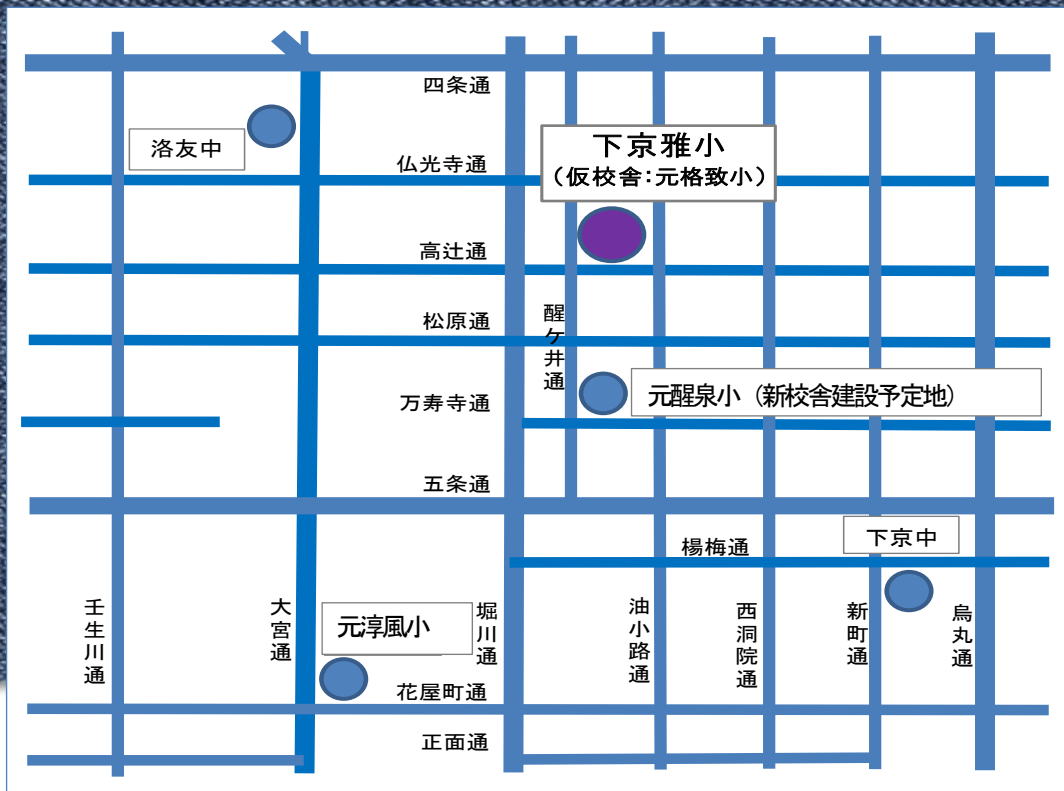 四条通
洛友中
下京雅小
（仮校舎：元格致小）
仏光寺通
高辻通
松原通
醒ケ井通
元醒泉小（新校舎建設予定地）
万寿寺通
五条通
下京中
楊梅通
壬生川通
大宮通
元淳風小
堀川通
油小路通
西洞院通
新町通
烏丸通
花屋町通
正面通